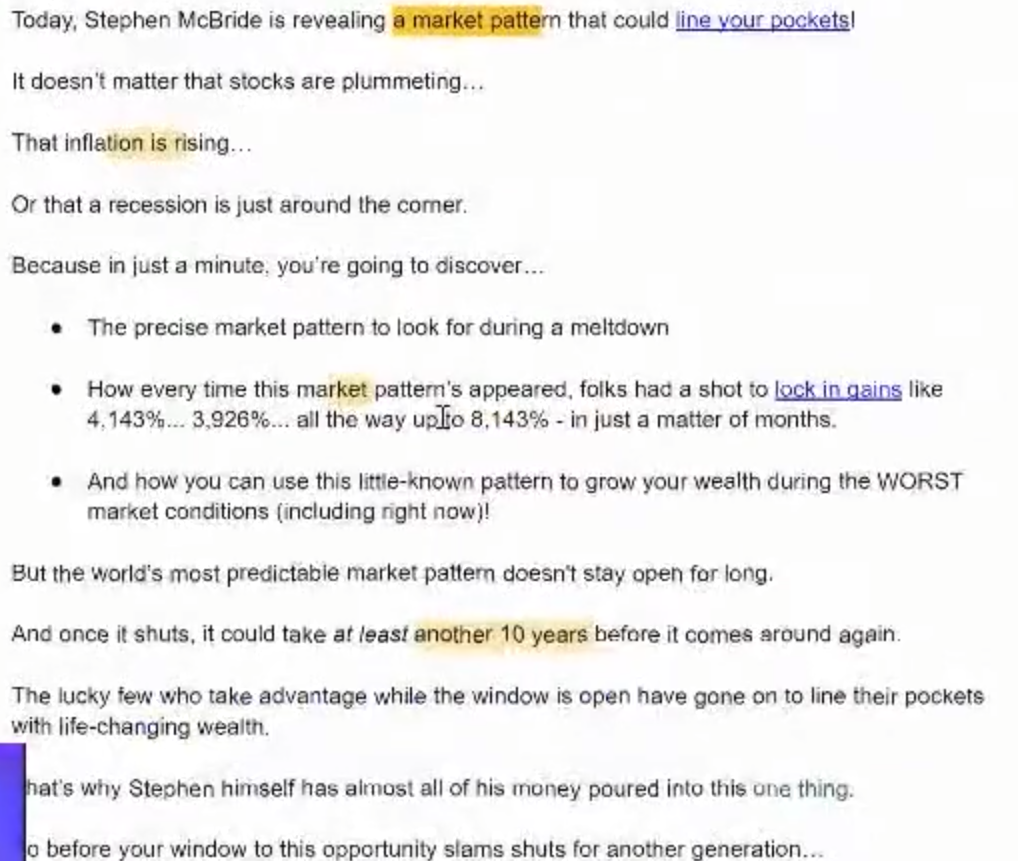 Today, Stephen McBride is revealing a market pattern that could line your pockets!
It doesn't matter that stocks are plummeting…
That inflation is rising…
Or that a recession is just around the corner.
Because in just a minute, you're going to discover…
● The precise market pattern to look for during a meltdown
● How every time this market pattern's appeared, folks had a shot to lock in gains like
4,143%... 3,926%... all the way up to 8,143% - in just a matter of months.
● And how you can use this little-known pattern to grow your wealth during the WORST
market conditions (including right now)!
But the world's most predictable market pattern doesn't stay open for long.
And once it shuts, it could take at least another 10 years before it comes around again.
The lucky few who take advantage while the window is open have gone on to line their pockets
with life-changing wealth.
hat's why Stephen himself has almost all of his money poured into this one thing.
o before your window to this opportunity slams shuts for another generation…